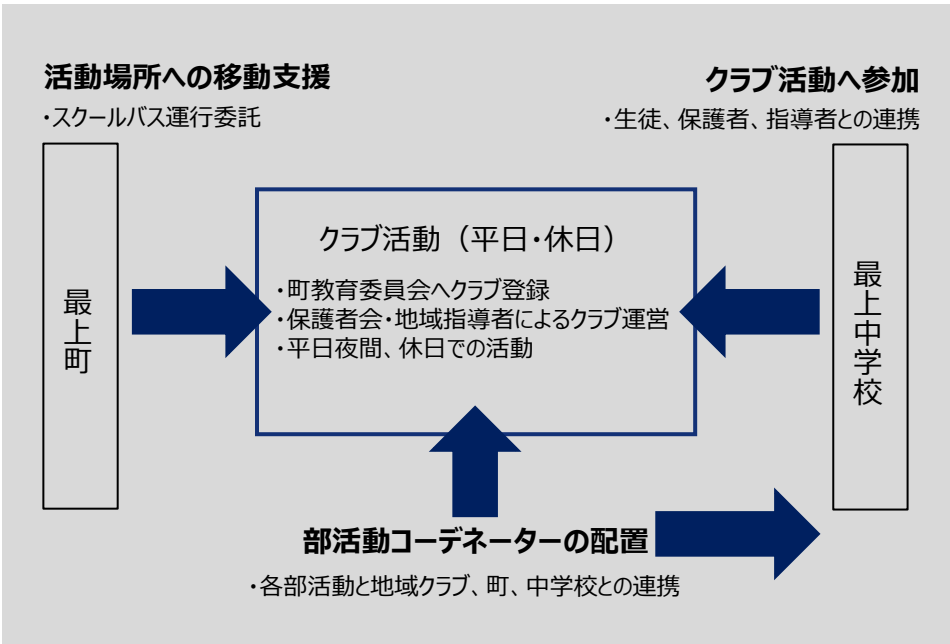 活動場所への移動支援
・スクールバス運行委託
クラブ活動へ参加
・生徒、保護者、指導者との連携
最上町
クラブ活動（平日・休日）
・町教育委員会へクラブ登録
・保護者会・地域指導者によるクラブ運営
・平日夜間、休日での活動
最上中学校
部活動コーデネーターの配置
・各部活動と地域クラブ、町、中学校との連携